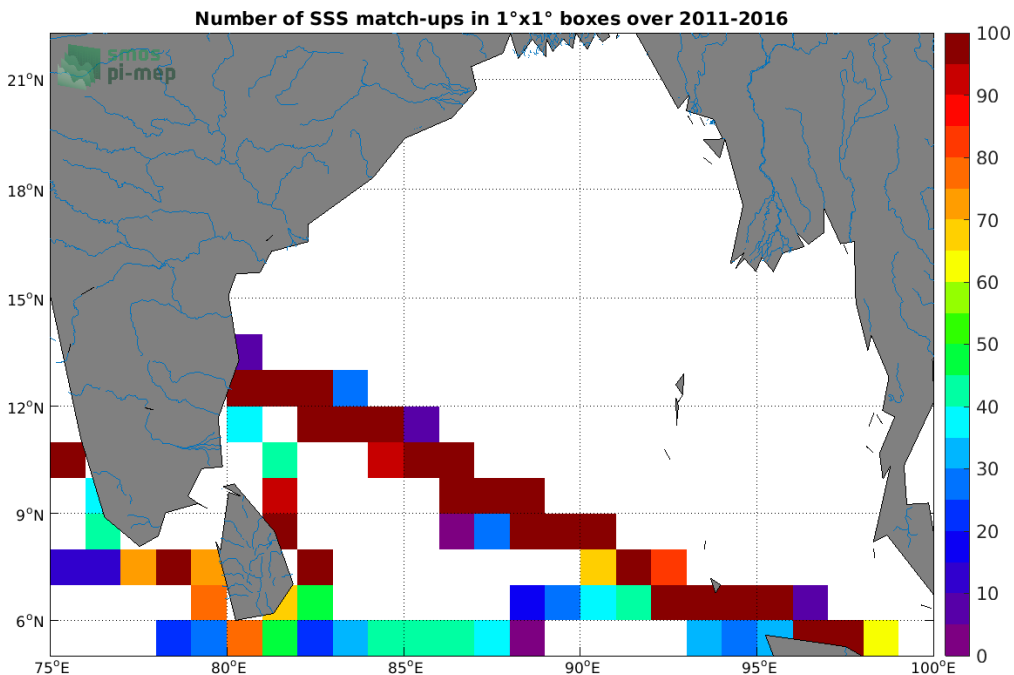 Number of SSS match-ups in 1°x1° boxes over 2011-2016
smos
pi-mep
21°N
18°N
15°N
12°N
9°N
6°N
75°E
80°E
85°E
90°E
95°E
100°E
100
90
80
70
60
50
40
30
20
10
0